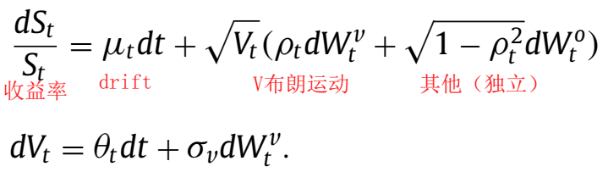 dS_t/S_t = μ_t dt + √V_t (ρ_t dW_t^ν + √(1 − ρ_t^2) dW_t^o)
收益率 drift V布朗运动 其他（独立）
dV_t = θ_t dt + σ_ν dW_t^ν.